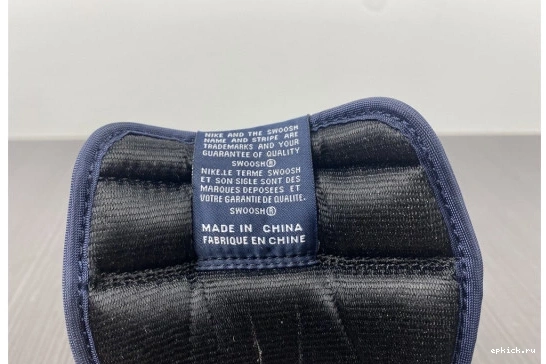 NIKE AND THE SWOOSH
NAME AND STRIPE ARE
TRADEMARKS AND YOUR
GUARANTEE OF QUALITY
SWOOSH®
NIKE.LE TERME SWOOSH
ET SON SIGLE SONT DES
MARQUES DEPOSEES ET
VOTRE GARANTIE DE QUALITE.
SWOOSH®
MADE IN CHINA
FABRIQUE EN CHINE
epkick.ru